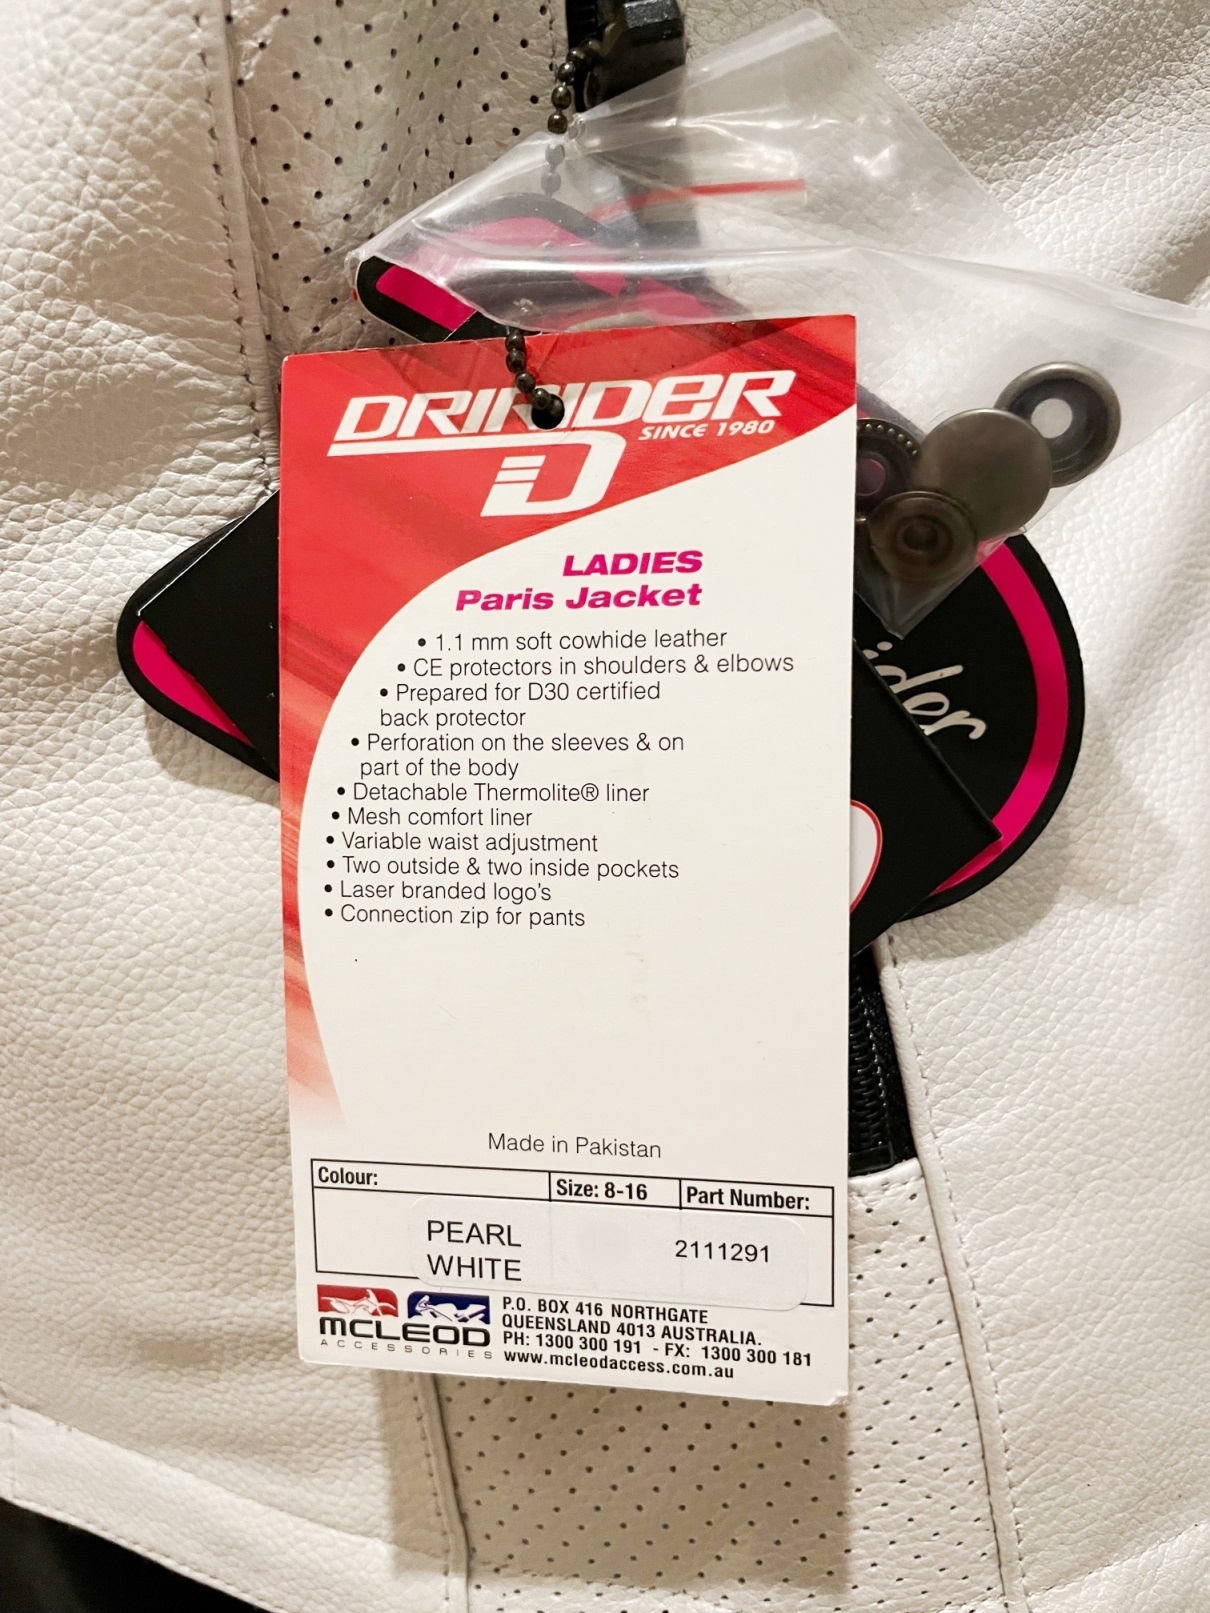 DRIRIDER
SINCE 1980
D
LADIES
Paris Jacket
• 1.1 mm soft cowhide leather
• CE protectors in shoulders & elbows
• Prepared for D30 certified
back protector
• Perforation on the sleeves & on
part of the body
• Detachable Thermolite® liner
• Mesh comfort liner
• Variable waist adjustment
• Two outside & two inside pockets
• Laser branded logo's
• Connection zip for pants
ider
Made in Pakistan
Colour: Size: 8-16 Part Number:
PEARL
WHITE
2111291
MCLEOD
ACCESSORIES
P.O. BOX 416 NORTHGATE
QUEENSLAND 4013 AUSTRALIA.
PH: 1300 300 191 - FX: 1300 300 181
www.mcleodaccess.com.au